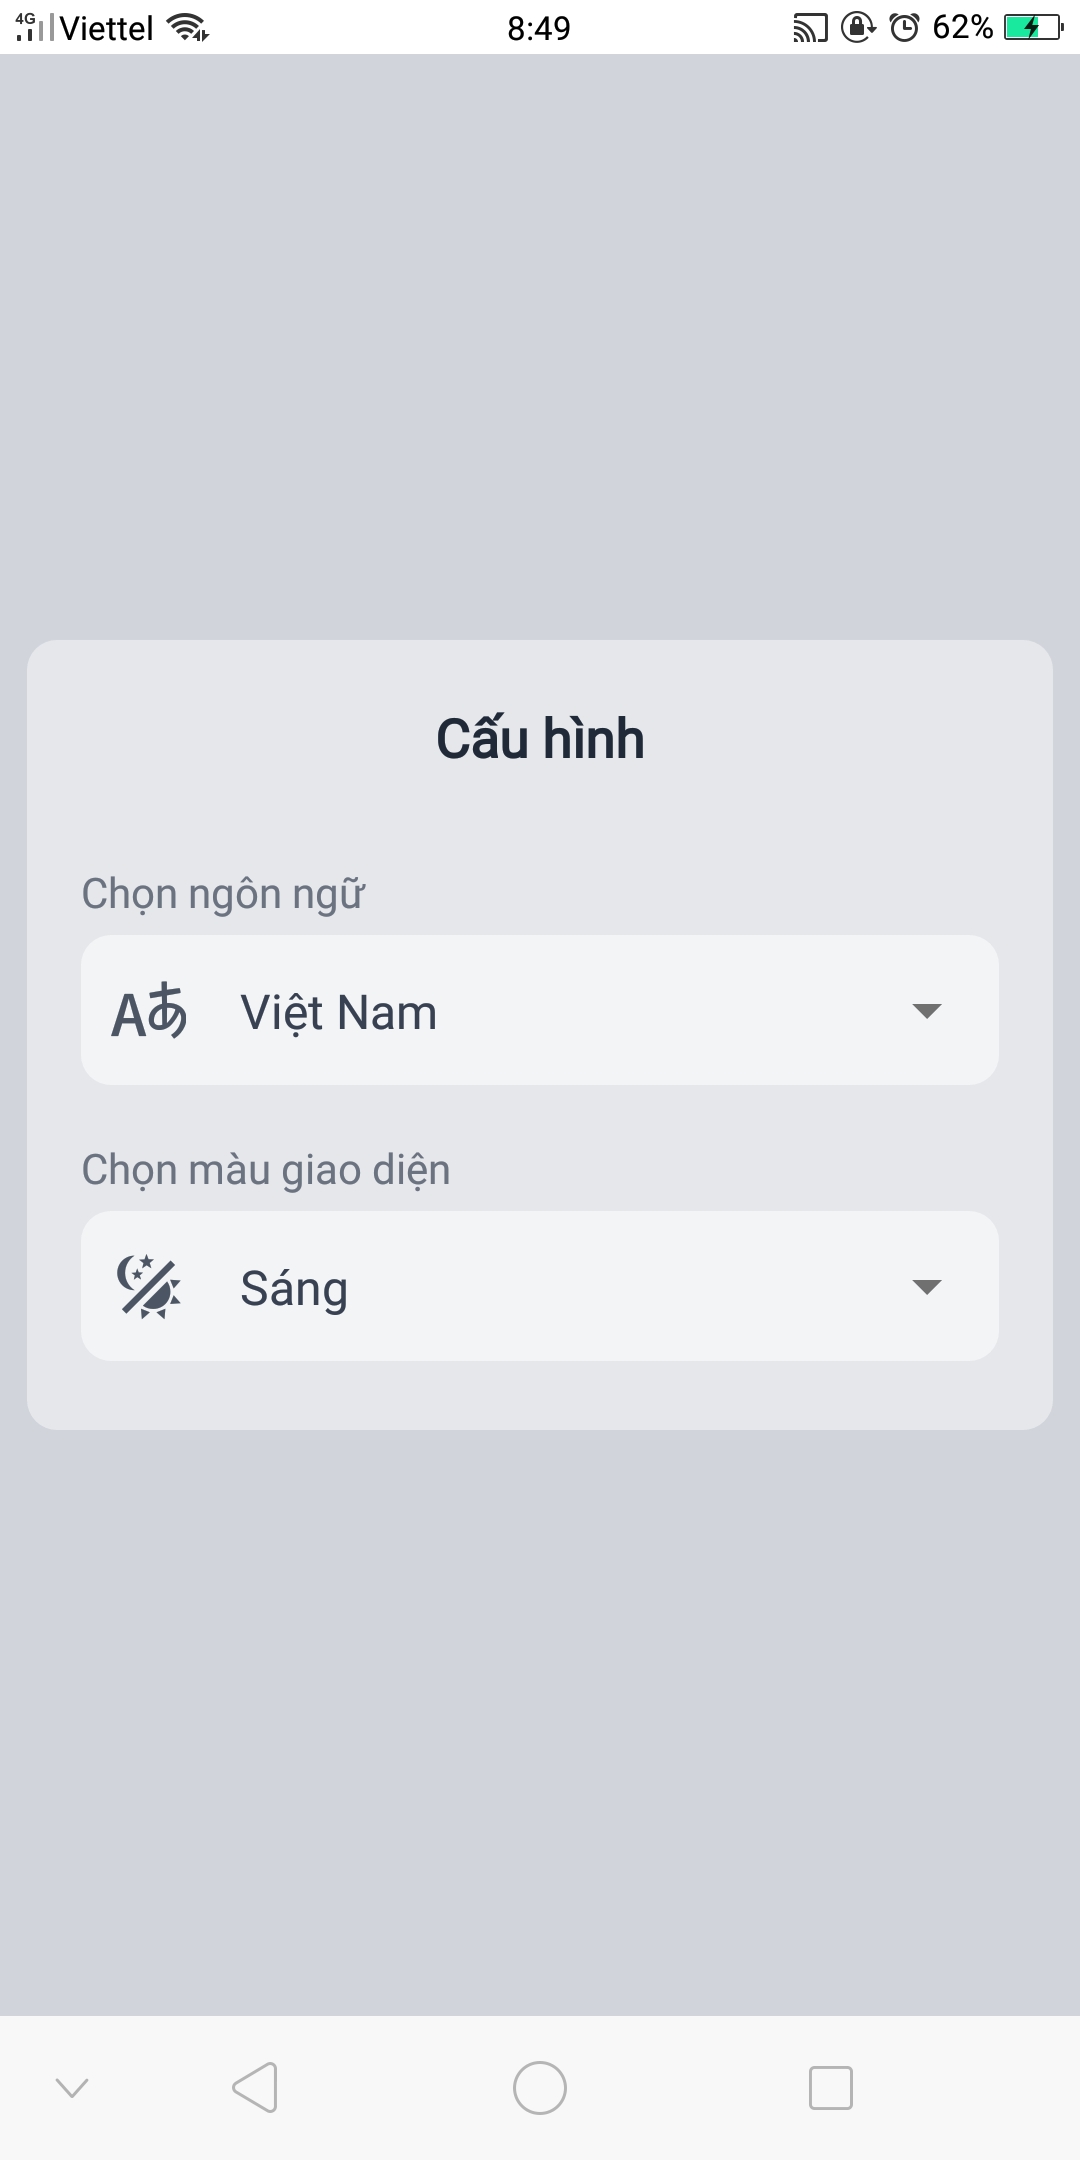 4G Viettel 8:49 62%
Cấu hình
Chọn ngôn ngữ
Aあ Việt Nam
Chọn màu giao diện
Sáng